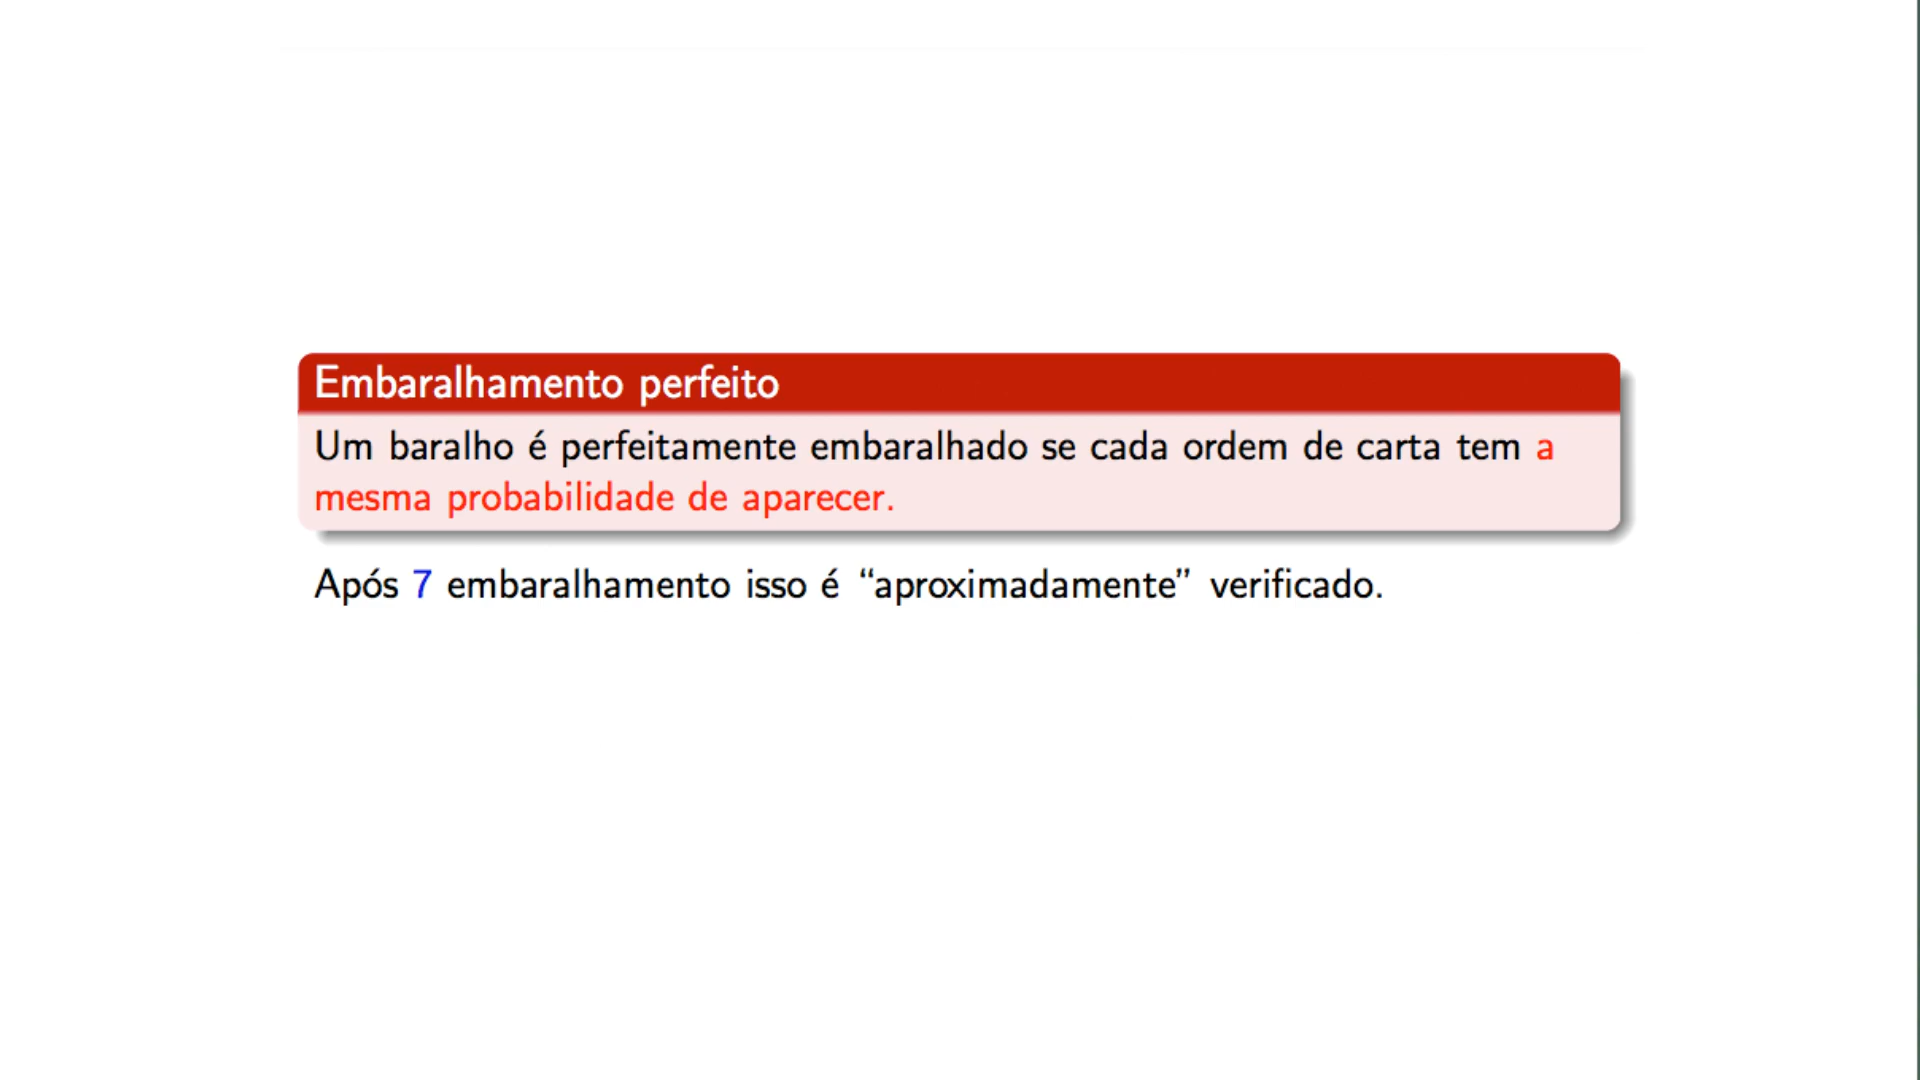 Embaralhamento perfeito
Um baralho é perfeitamente embaralhado se cada ordem de carta tem a
mesma probabilidade de aparecer.
Após 7 embaralhamento isso é “aproximadamente” verificado.